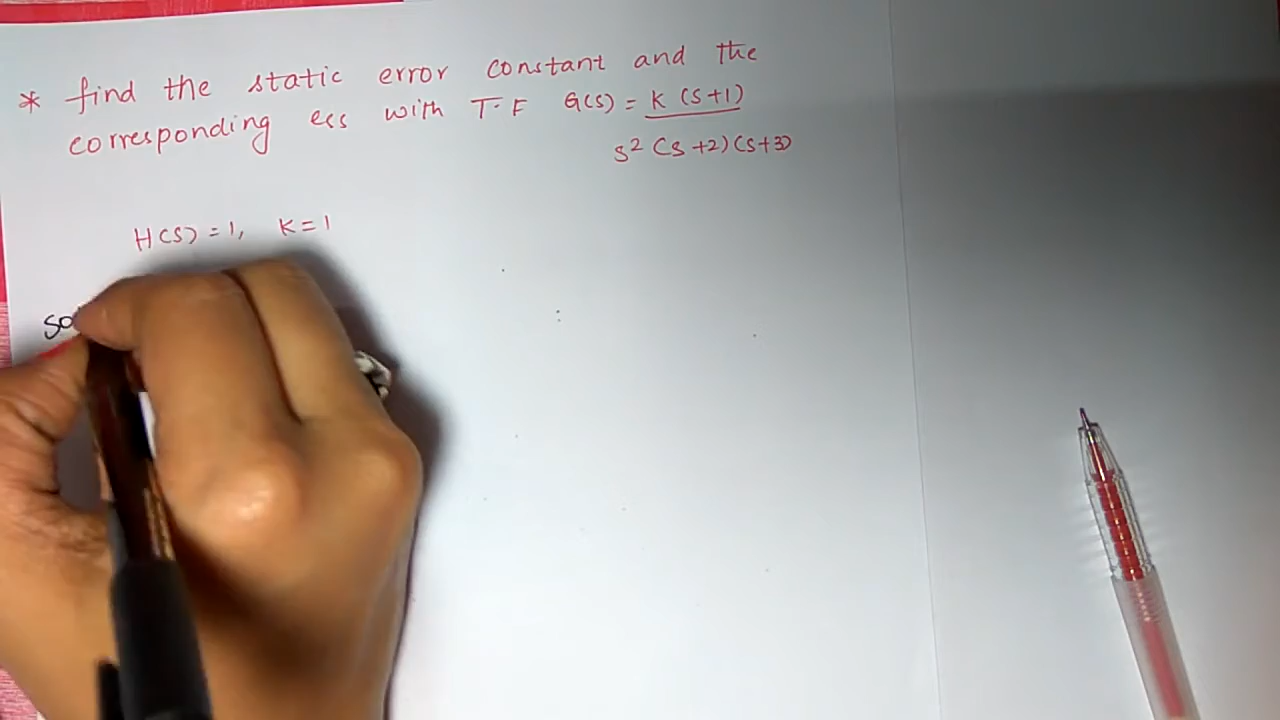 * find the static error constant and the
corresponding ess with T.F G(S) = K (S+1)
S² (S+2)(S+3)
H(S) = 1, K = 1
So